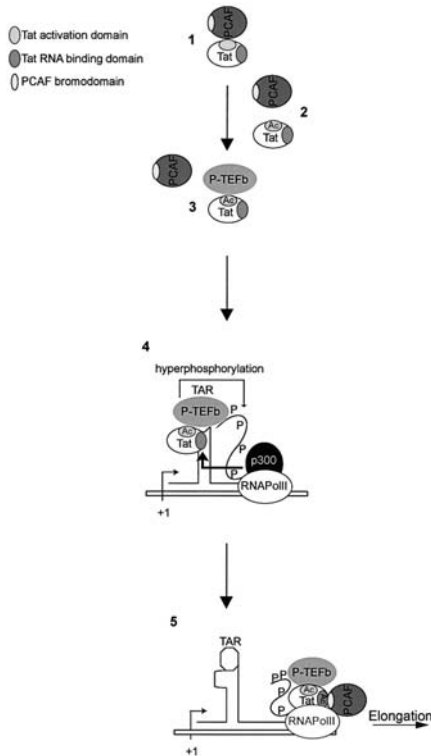 Tat activation domain
Tat RNA binding domain
PCAF bromodomain
1
PCAF
Tat
PCAF
2
Ac
Tat
PCAF
P-TEFb
3
Ac
Tat
4
hyperphosphorylation
TAR
P-TEFb
P
P
Ac
Tat
P
p300
P
RNAPolII
+1
5
TAR
P
P
P-TEFb
P
Ac
Tat
PCAF
P
RNAPolII
Elongation
+1